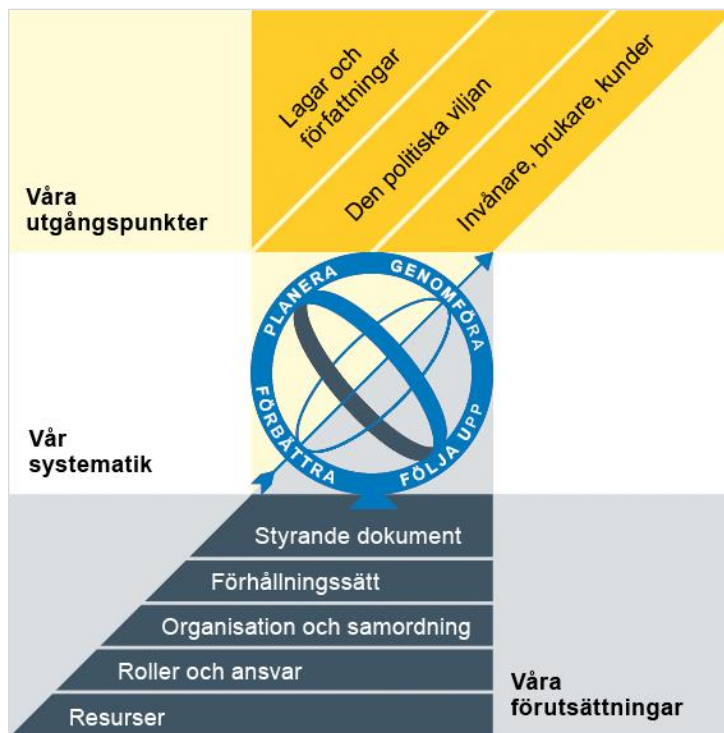 Lagar och
författningar
Den politiska viljan
Invånare, brukare, kunder
Våra
utgångspunkter
PLANERA
GENOMFÖRA
FÖLJA UPP
FÖRBÄTTRA
Vår
systematik
Styrande dokument
Förhållningssätt
Organisation och samordning
Roller och ansvar
Resurser
Våra
förutsättningar